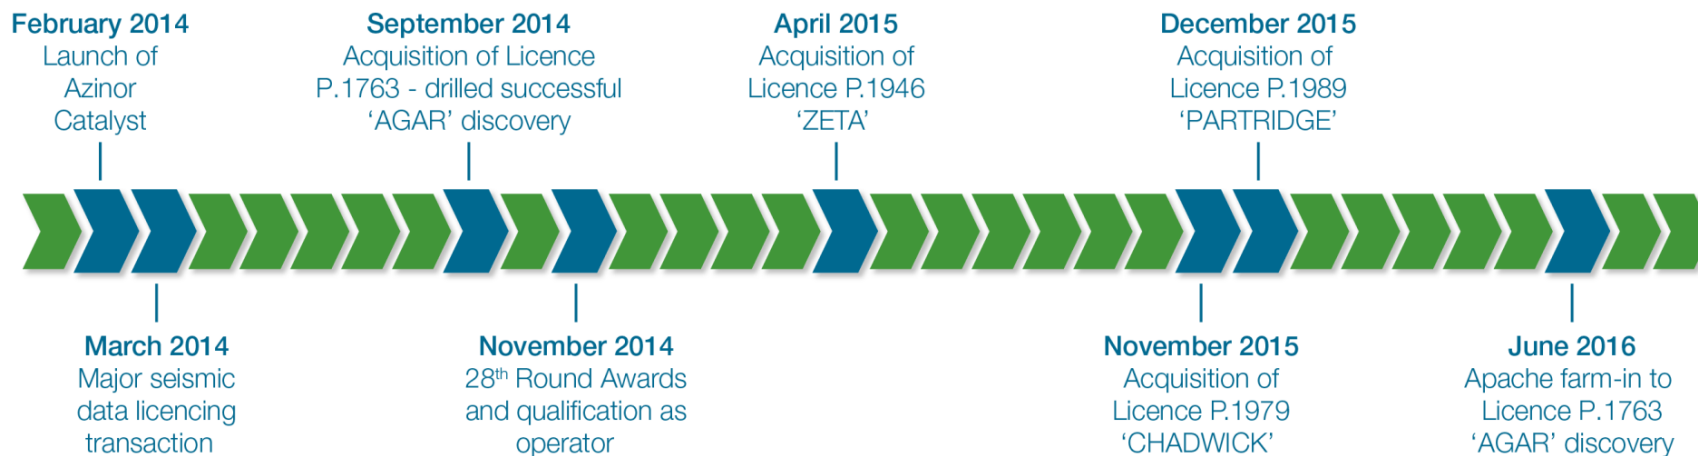 February 2014
Launch of
Azinor
Catalyst
September 2014
Acquisition of Licence
P.1763 - drilled successful
‘AGAR’ discovery
April 2015
Acquisition of
Licence P.1946
‘ZETA’
December 2015
Acquisition of
Licence P.1989
‘PARTRIDGE’
March 2014
Major seismic
data licencing
transaction
November 2014
28th Round Awards
and qualification as
operator
November 2015
Acquisition of
Licence P.1979
‘CHADWICK’
June 2016
Apache farm-in to
Licence P.1763
‘AGAR’ discovery